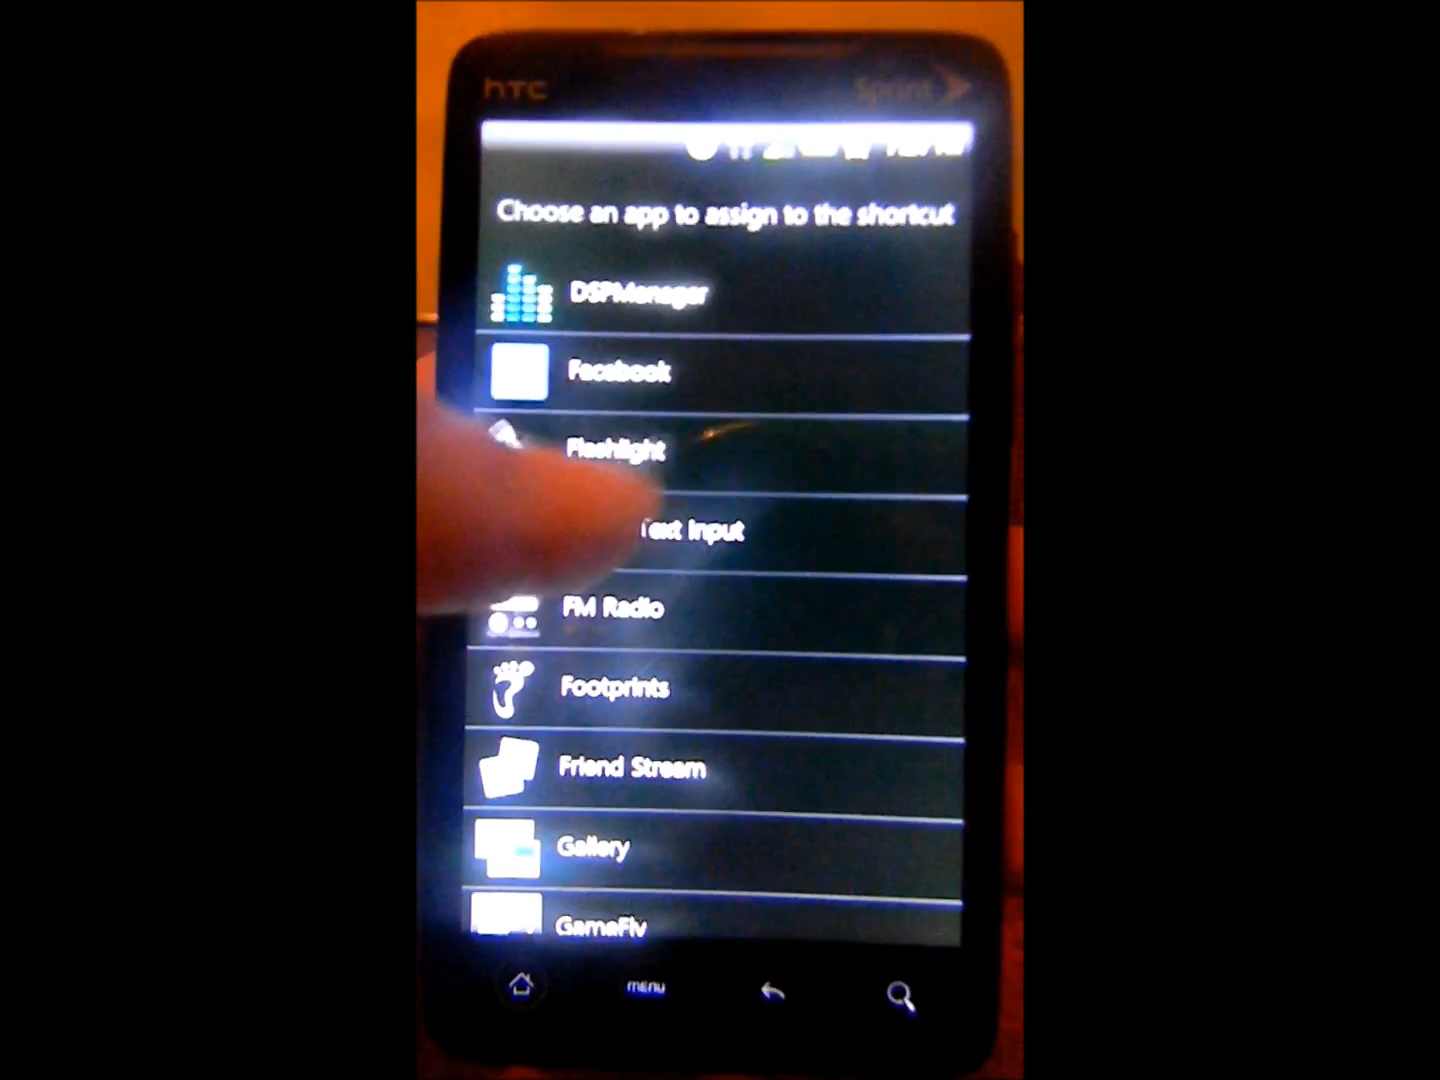 hTC
Sprint
Choose an app to assign to the shortcut
DSPManager
Facebook
Flashlight
Text Input
FM Radio
Footprints
Friend Stream
Gallery
GameFly
menu